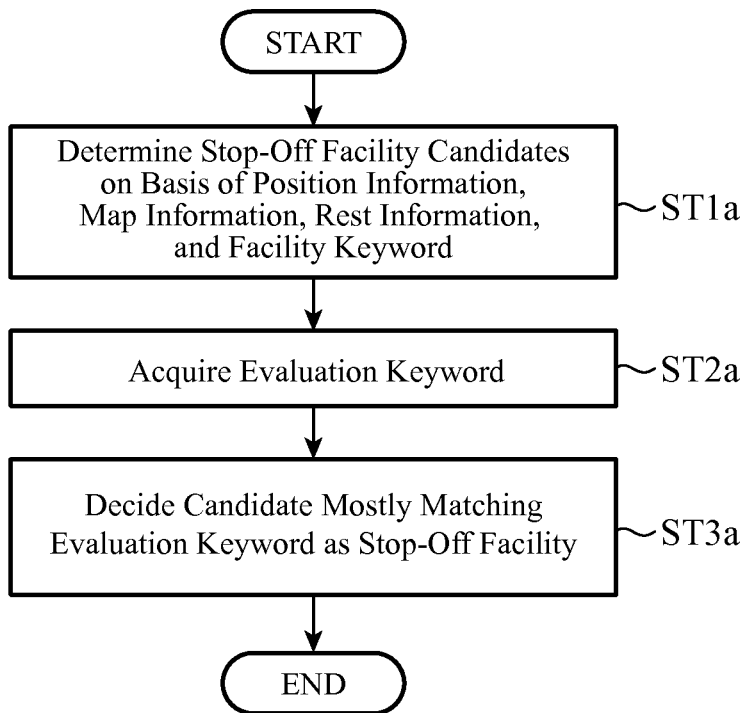 START
Determine Stop-Off Facility Candidates
on Basis of Position Information,
Map Information, Rest Information,
and Facility Keyword
ST1a
Acquire Evaluation Keyword
ST2a
Decide Candidate Mostly Matching
Evaluation Keyword as Stop-Off Facility
ST3a
END